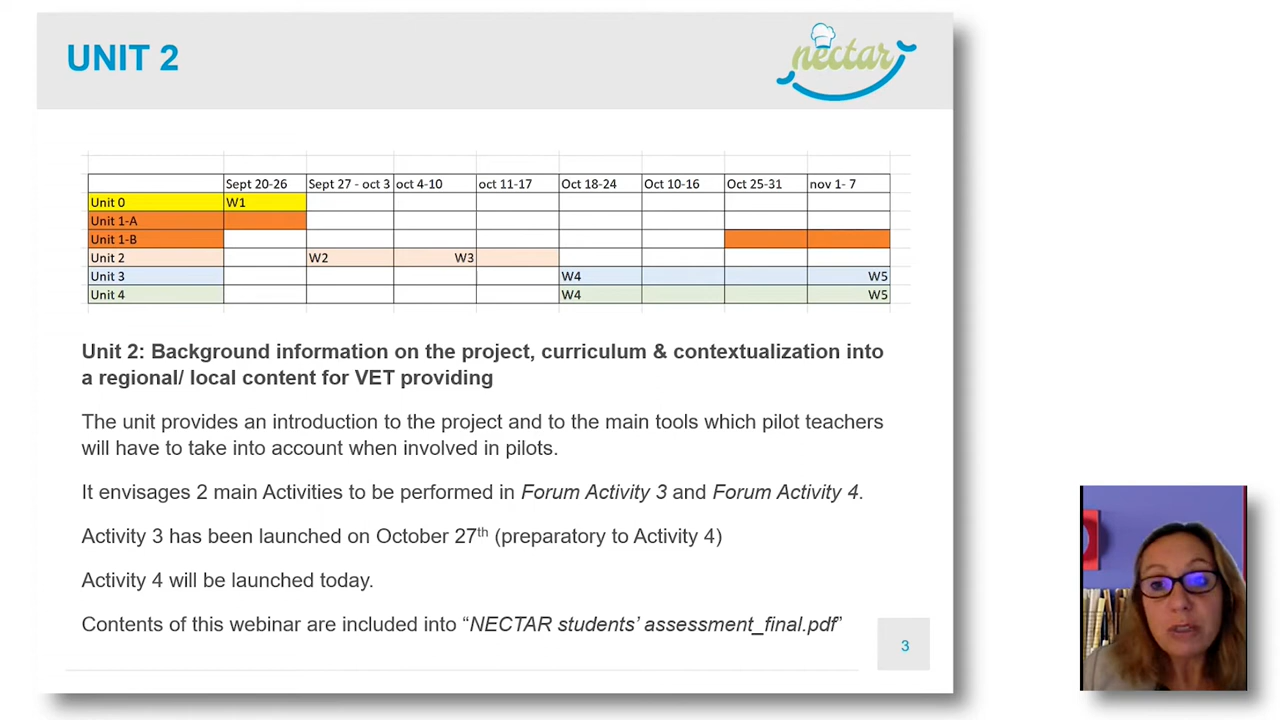 UNIT 2
nectar
Sept 20-26 Sept 27 - oct 3 oct 4-10 oct 11-17 Oct 18-24 Oct 10-16 Oct 25-31 nov 1- 7
Unit 0 W1
Unit 1-A
Unit 1-B
Unit 2 W2 W3
Unit 3 W4 W5
Unit 4 W4 W5
Unit 2: Background information on the project, curriculum & contextualization into
a regional/ local content for VET providing
The unit provides an introduction to the project and to the main tools which pilot teachers
will have to take into account when involved in pilots.
It envisages 2 main Activities to be performed in Forum Activity 3 and Forum Activity 4.
Activity 3 has been launched on October 27th (preparatory to Activity 4)
Activity 4 will be launched today.
Contents of this webinar are included into “NECTAR students’ assessment_final.pdf”
3